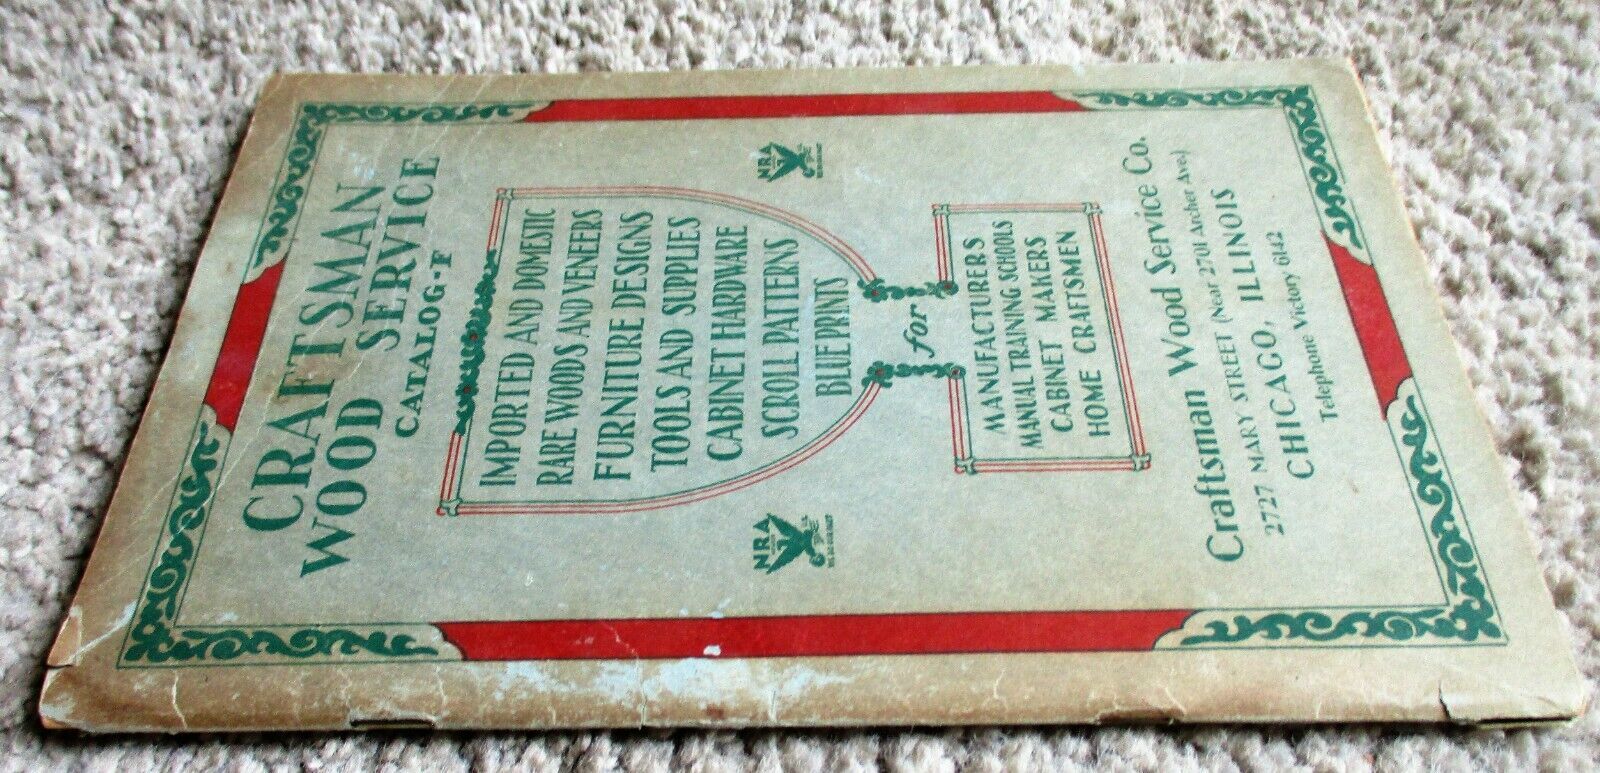 CRAFTSMAN
WOOD SERVICE
CATALOG-F
IMPORTED AND DOMESTIC
RARE WOODS AND VENEERS
FURNITURE DESIGNS
TOOLS AND SUPPLIES
CABINET HARDWARE
SCROLL PATTERNS
BLUE PRINTS
NRA
NRA
for
MANUFACTURERS
MANUAL TRAINING SCHOOLS
CABINET MAKERS
HOME CRAFTSMEN
Craftsman Wood Service Co.
2727 MARY STREET (Near 2701 Archer Ave.)
CHICAGO, ILLINOIS
Telephone Victory 6142